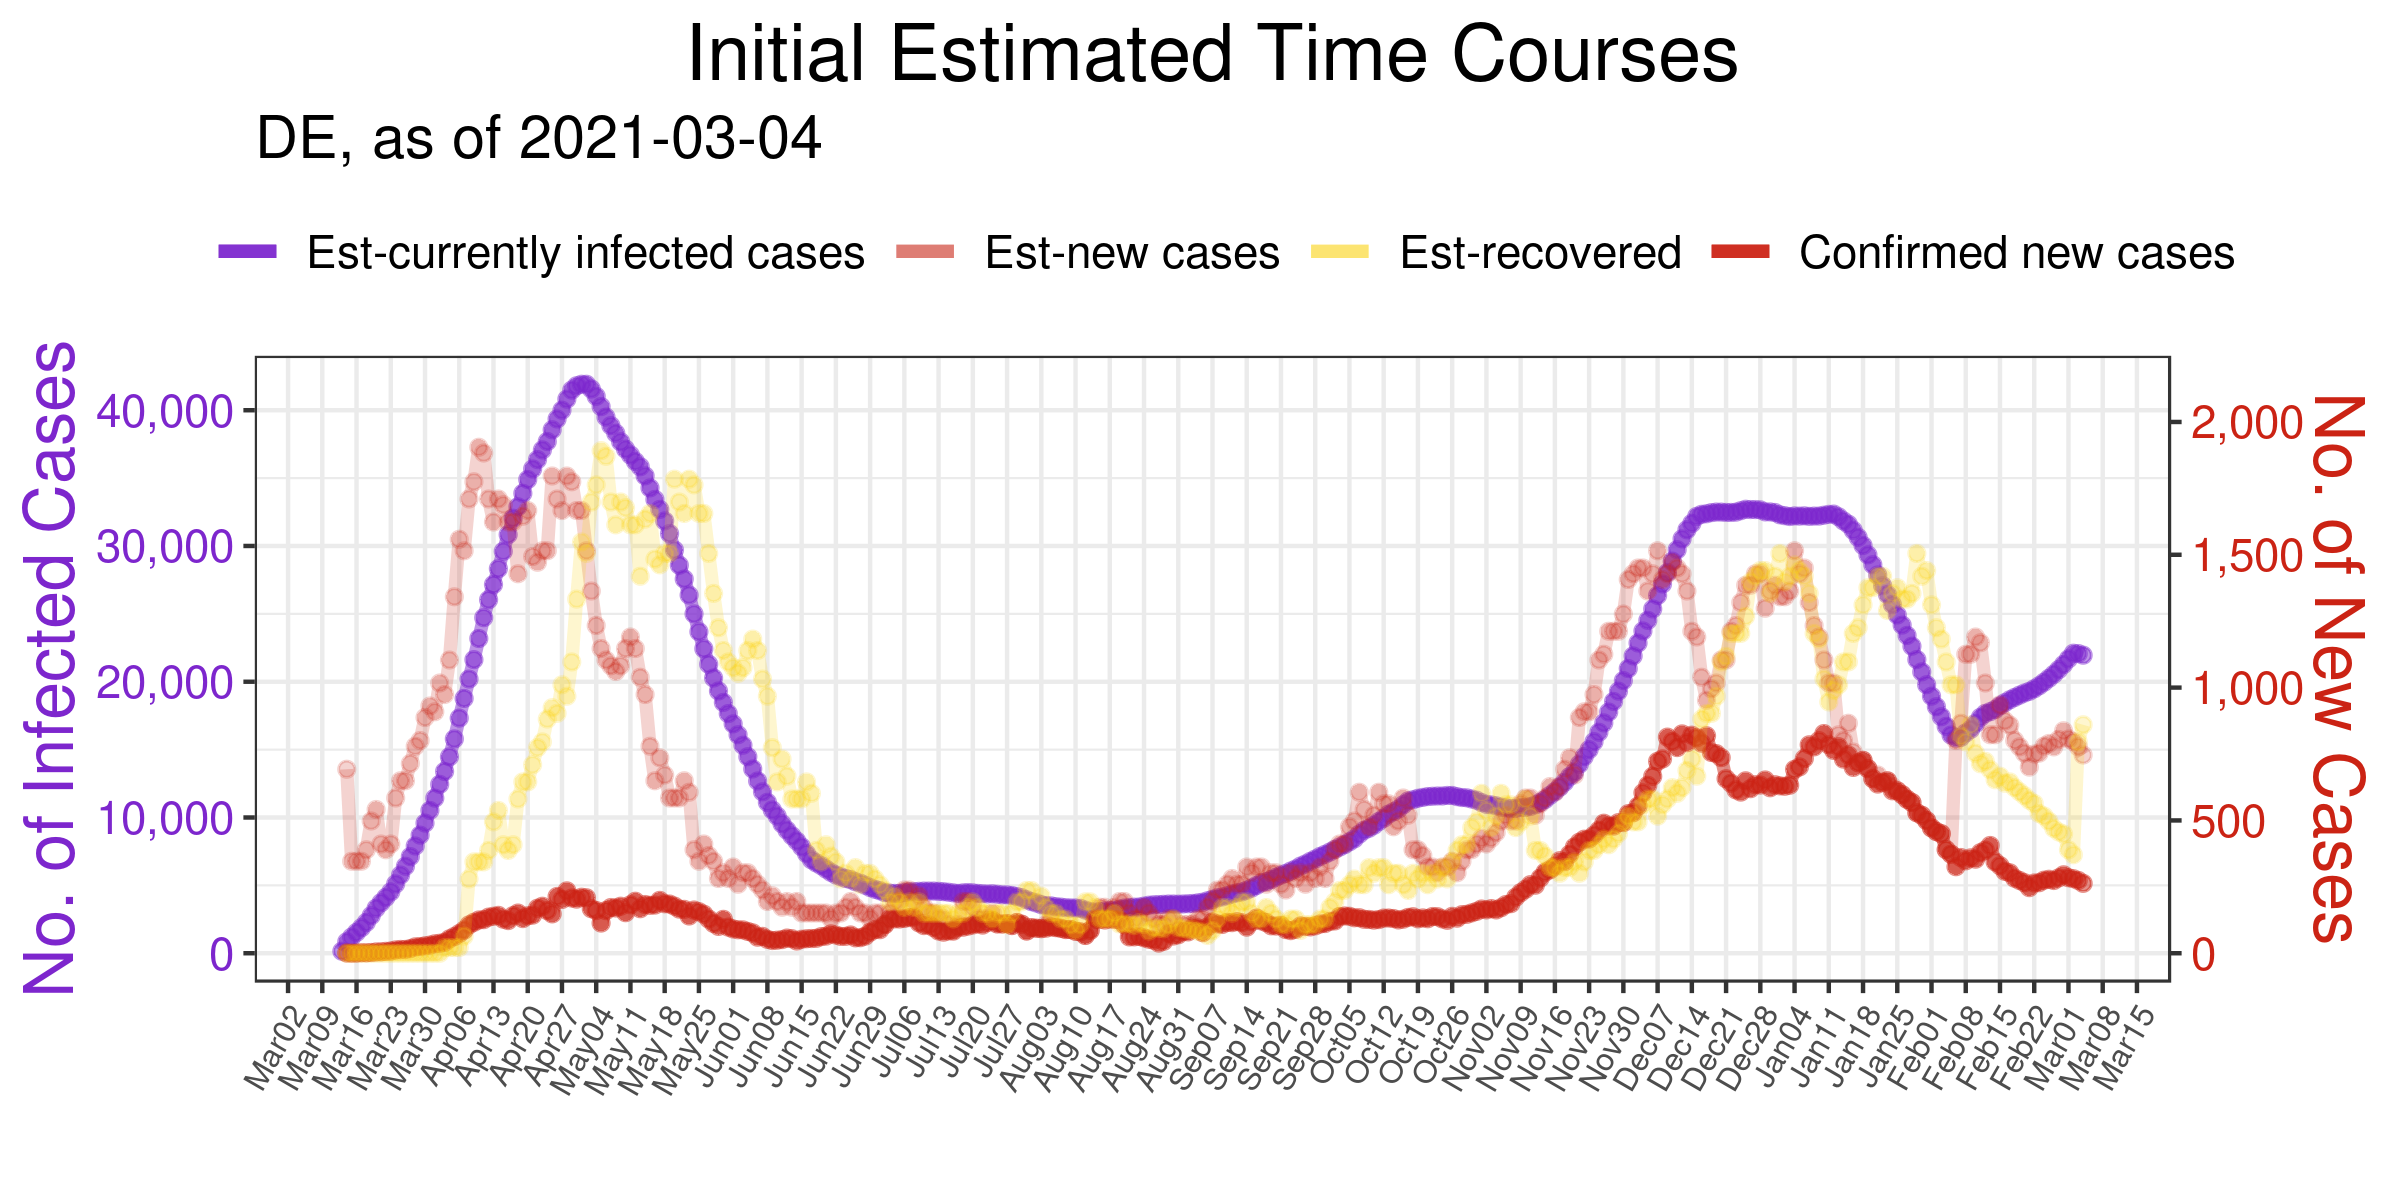 Initial Estimated Time Courses
DE, as of 2021-03-04
Est-currently infected cases Est-new cases Est-recovered Confirmed new cases
No. of Infected Cases
40,000
30,000
20,000
10,000
0
2,000
1,500
1,000
500
0
No. of New Cases
Mar02 Mar09 Mar16 Mar23 Mar30 Apr06 Apr13 Apr20 Apr27 May04 May11 May18 May25 Jun01 Jun08 Jun15 Jun22 Jun29 Jul06 Jul13 Jul20 Jul27 Aug03 Aug10 Aug17 Aug24 Aug31 Sep07 Sep14 Sep21 Sep28 Oct05 Oct12 Oct19 Oct26 Nov02 Nov09 Nov16 Nov23 Nov30 Dec07 Dec14 Dec21 Dec28 Jan04 Jan11 Jan18 Jan25 Feb01 Feb08 Feb15 Feb22 Mar01 Mar08 Mar15